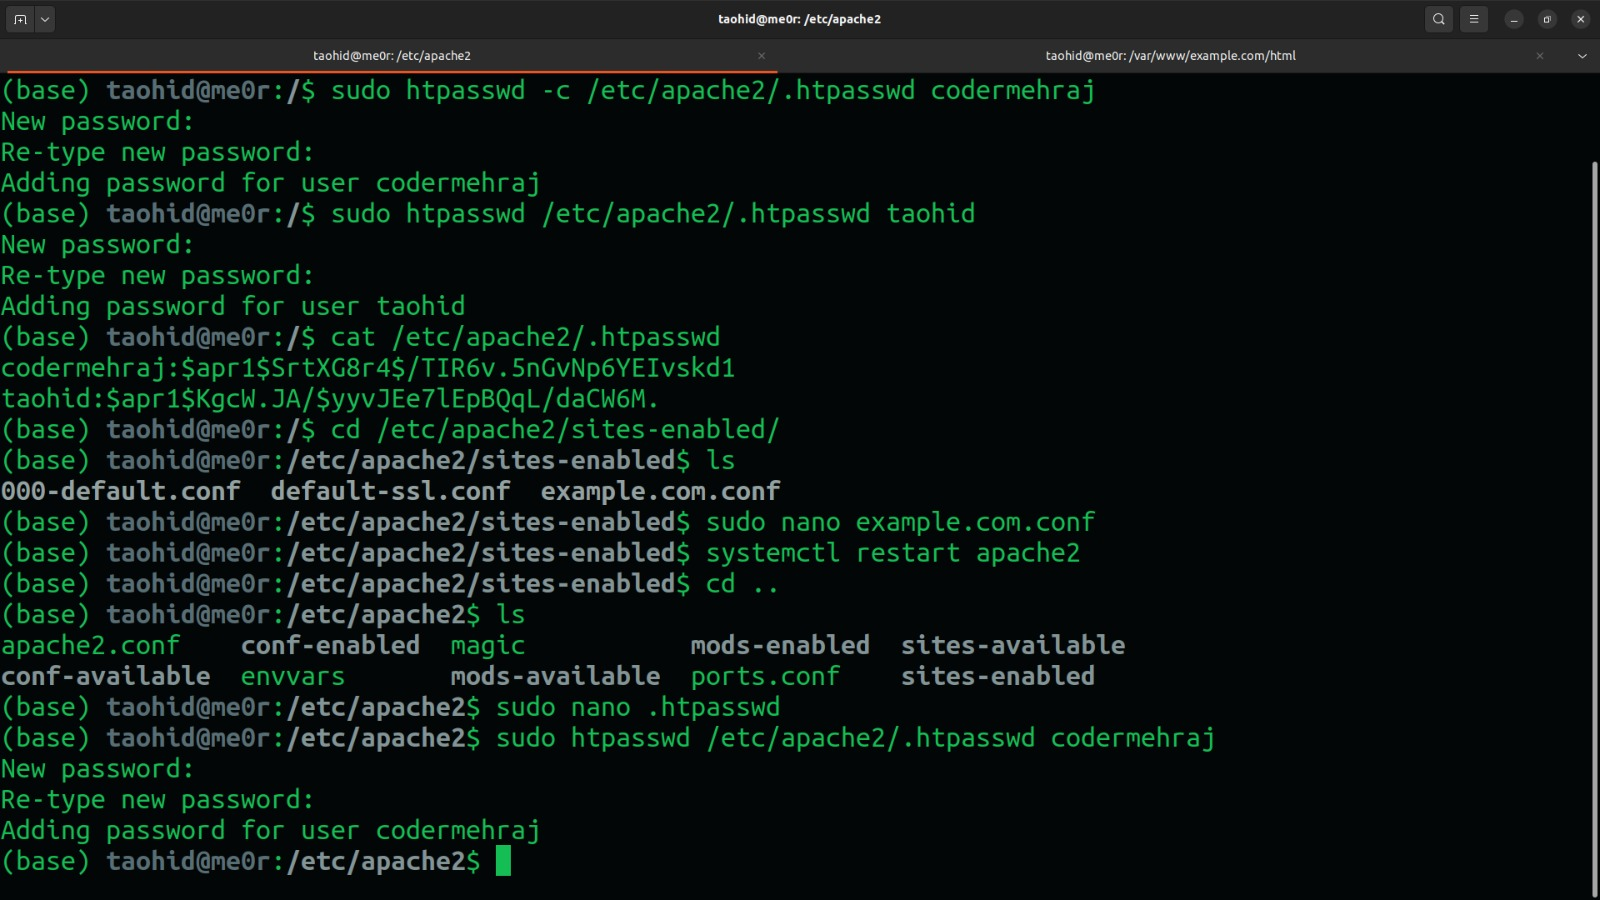 taohid@me0r: /etc/apache2
taohid@me0r: /etc/apache2
taohid@me0r: /var/www/example.com/html
(base) taohid@me0r:/$ sudo htpasswd -c /etc/apache2/.htpasswd codermehraj
New password:
Re-type new password:
Adding password for user codermehraj
(base) taohid@me0r:/$ sudo htpasswd /etc/apache2/.htpasswd taohid
New password:
Re-type new password:
Adding password for user taohid
(base) taohid@me0r:/$ cat /etc/apache2/.htpasswd
codermehraj:$apr1$SrtXG8r4$/TIR6v.5nGvNp6YEIvskd1
taohid:$apr1$KgcW.JA/$yyvJEe7lEpBQqL/daCW6M.
(base) taohid@me0r:/$ cd /etc/apache2/sites-enabled/
(base) taohid@me0r:/etc/apache2/sites-enabled$ ls
000-default.conf  default-ssl.conf  example.com.conf
(base) taohid@me0r:/etc/apache2/sites-enabled$ sudo nano example.com.conf
(base) taohid@me0r:/etc/apache2/sites-enabled$ systemctl restart apache2
(base) taohid@me0r:/etc/apache2/sites-enabled$ cd ..
(base) taohid@me0r:/etc/apache2$ ls
apache2.conf    conf-enabled  magic           mods-enabled  sites-available
conf-available  envvars       mods-available  ports.conf    sites-enabled
(base) taohid@me0r:/etc/apache2$ sudo nano .htpasswd
(base) taohid@me0r:/etc/apache2$ sudo htpasswd /etc/apache2/.htpasswd codermehraj
New password:
Re-type new password:
Adding password for user codermehraj
(base) taohid@me0r:/etc/apache2$